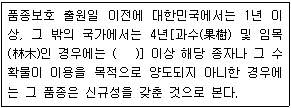 품종보호 출원일 이전에 대한민국에서는 1년 이
상, 그 밖의 국가에서는 4년[과수(果樹) 및 임목
(林木)인 경우에는 (   )] 이상 해당 종자나 그 수
확물이 이용을 목적으로 양도되지 아니한 경우에
는 그 품종은 신규성을 갖춘 것으로 본다.